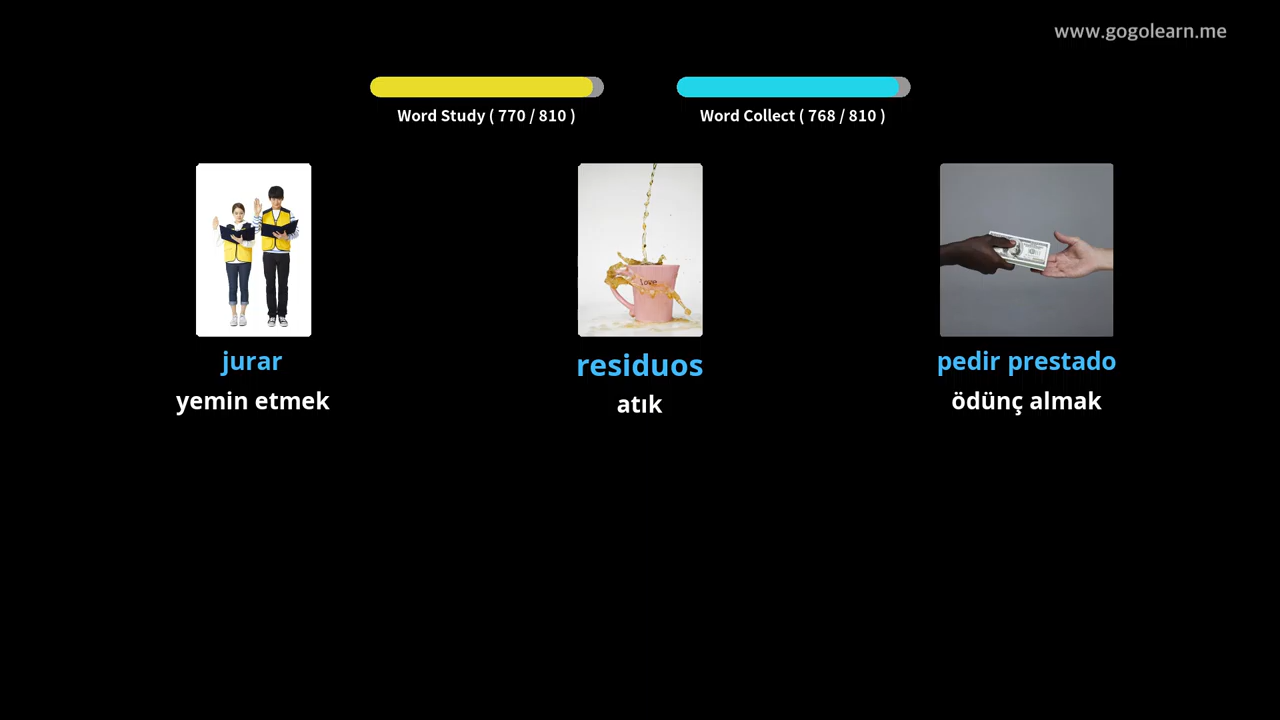 www.gogolearn.me
Word Study ( 770 / 810 )
Word Collect ( 768 / 810 )
love
jurar
residuos
pedir prestado
yemin etmek
atık
ödünç almak